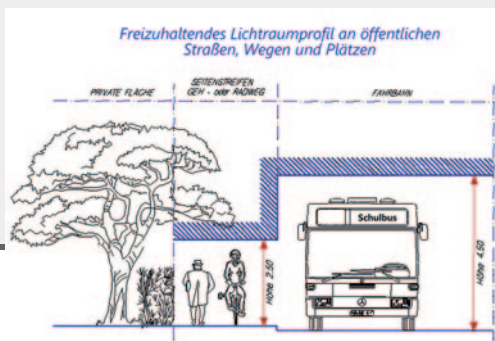 Freizuhaltendes Lichtraumprofil an öffentlichen
Straßen, Wegen und Plätzen
PRIVATE FLÄCHE
SEITENSTREIFEN
GEH - oder RADWEG
FAHRBAHN
Schulbus
Höhe 2.50
Höhe 4.50